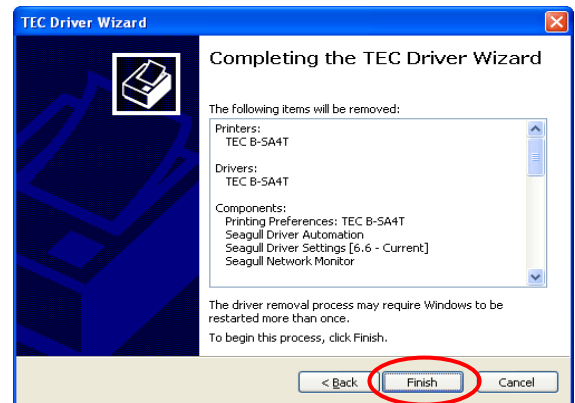 TEC Driver Wizard
Completing the TEC Driver Wizard
The following items will be removed:
Printers:
TEC B-SA4T
Drivers:
TEC B-SA4T
Components:
Printing Preferences: TEC B-SA4T
Seagull Driver Automation
Seagull Driver Settings [6.6 - Current]
Seagull Network Monitor
The driver removal process may require Windows to be
restarted more than once.
To begin this process, click Finish.
< Back Finish Cancel